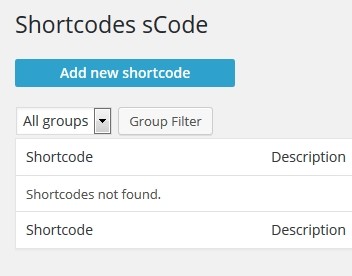 Shortcodes sCode
Add new shortcode
All groups Group Filter
Shortcode Description
Shortcodes not found.
Shortcode Description